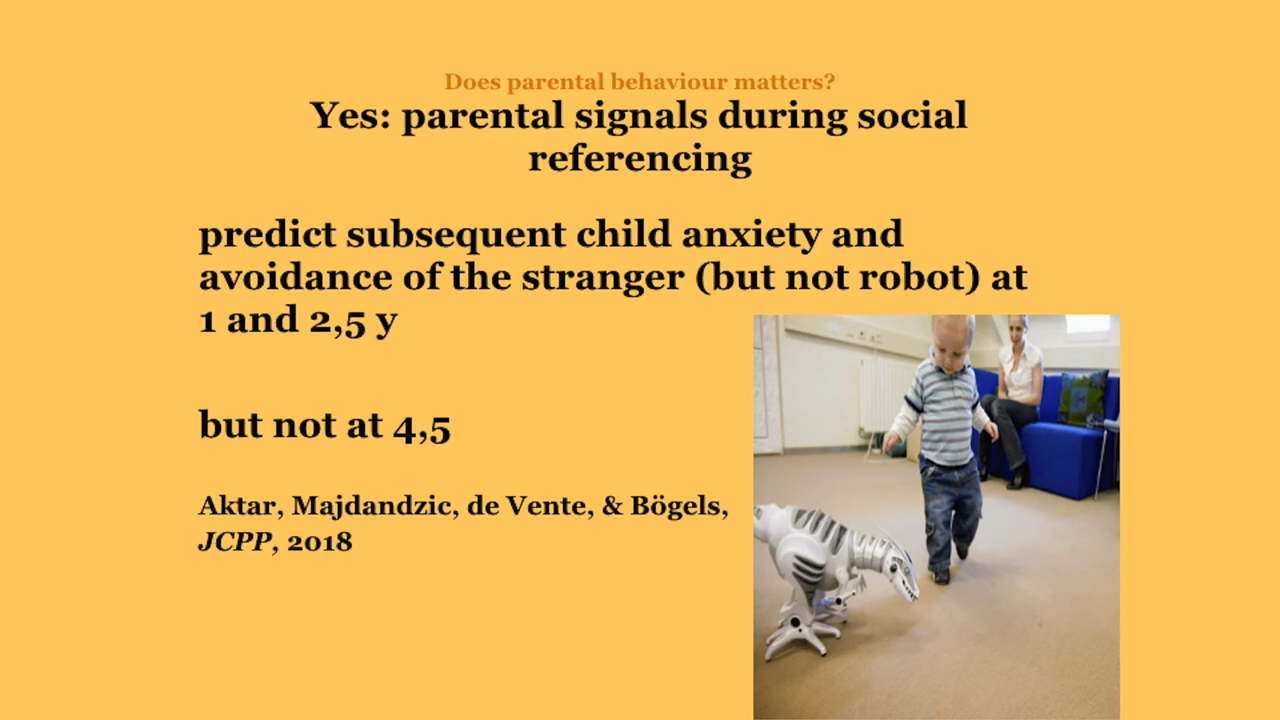 Does parental behaviour matters?
Yes: parental signals during social
referencing
predict subsequent child anxiety and
avoidance of the stranger (but not robot) at
1 and 2,5 y
but not at 4,5
Aktar, Majdandzic, de Vente, & Bögels,
JCPP, 2018